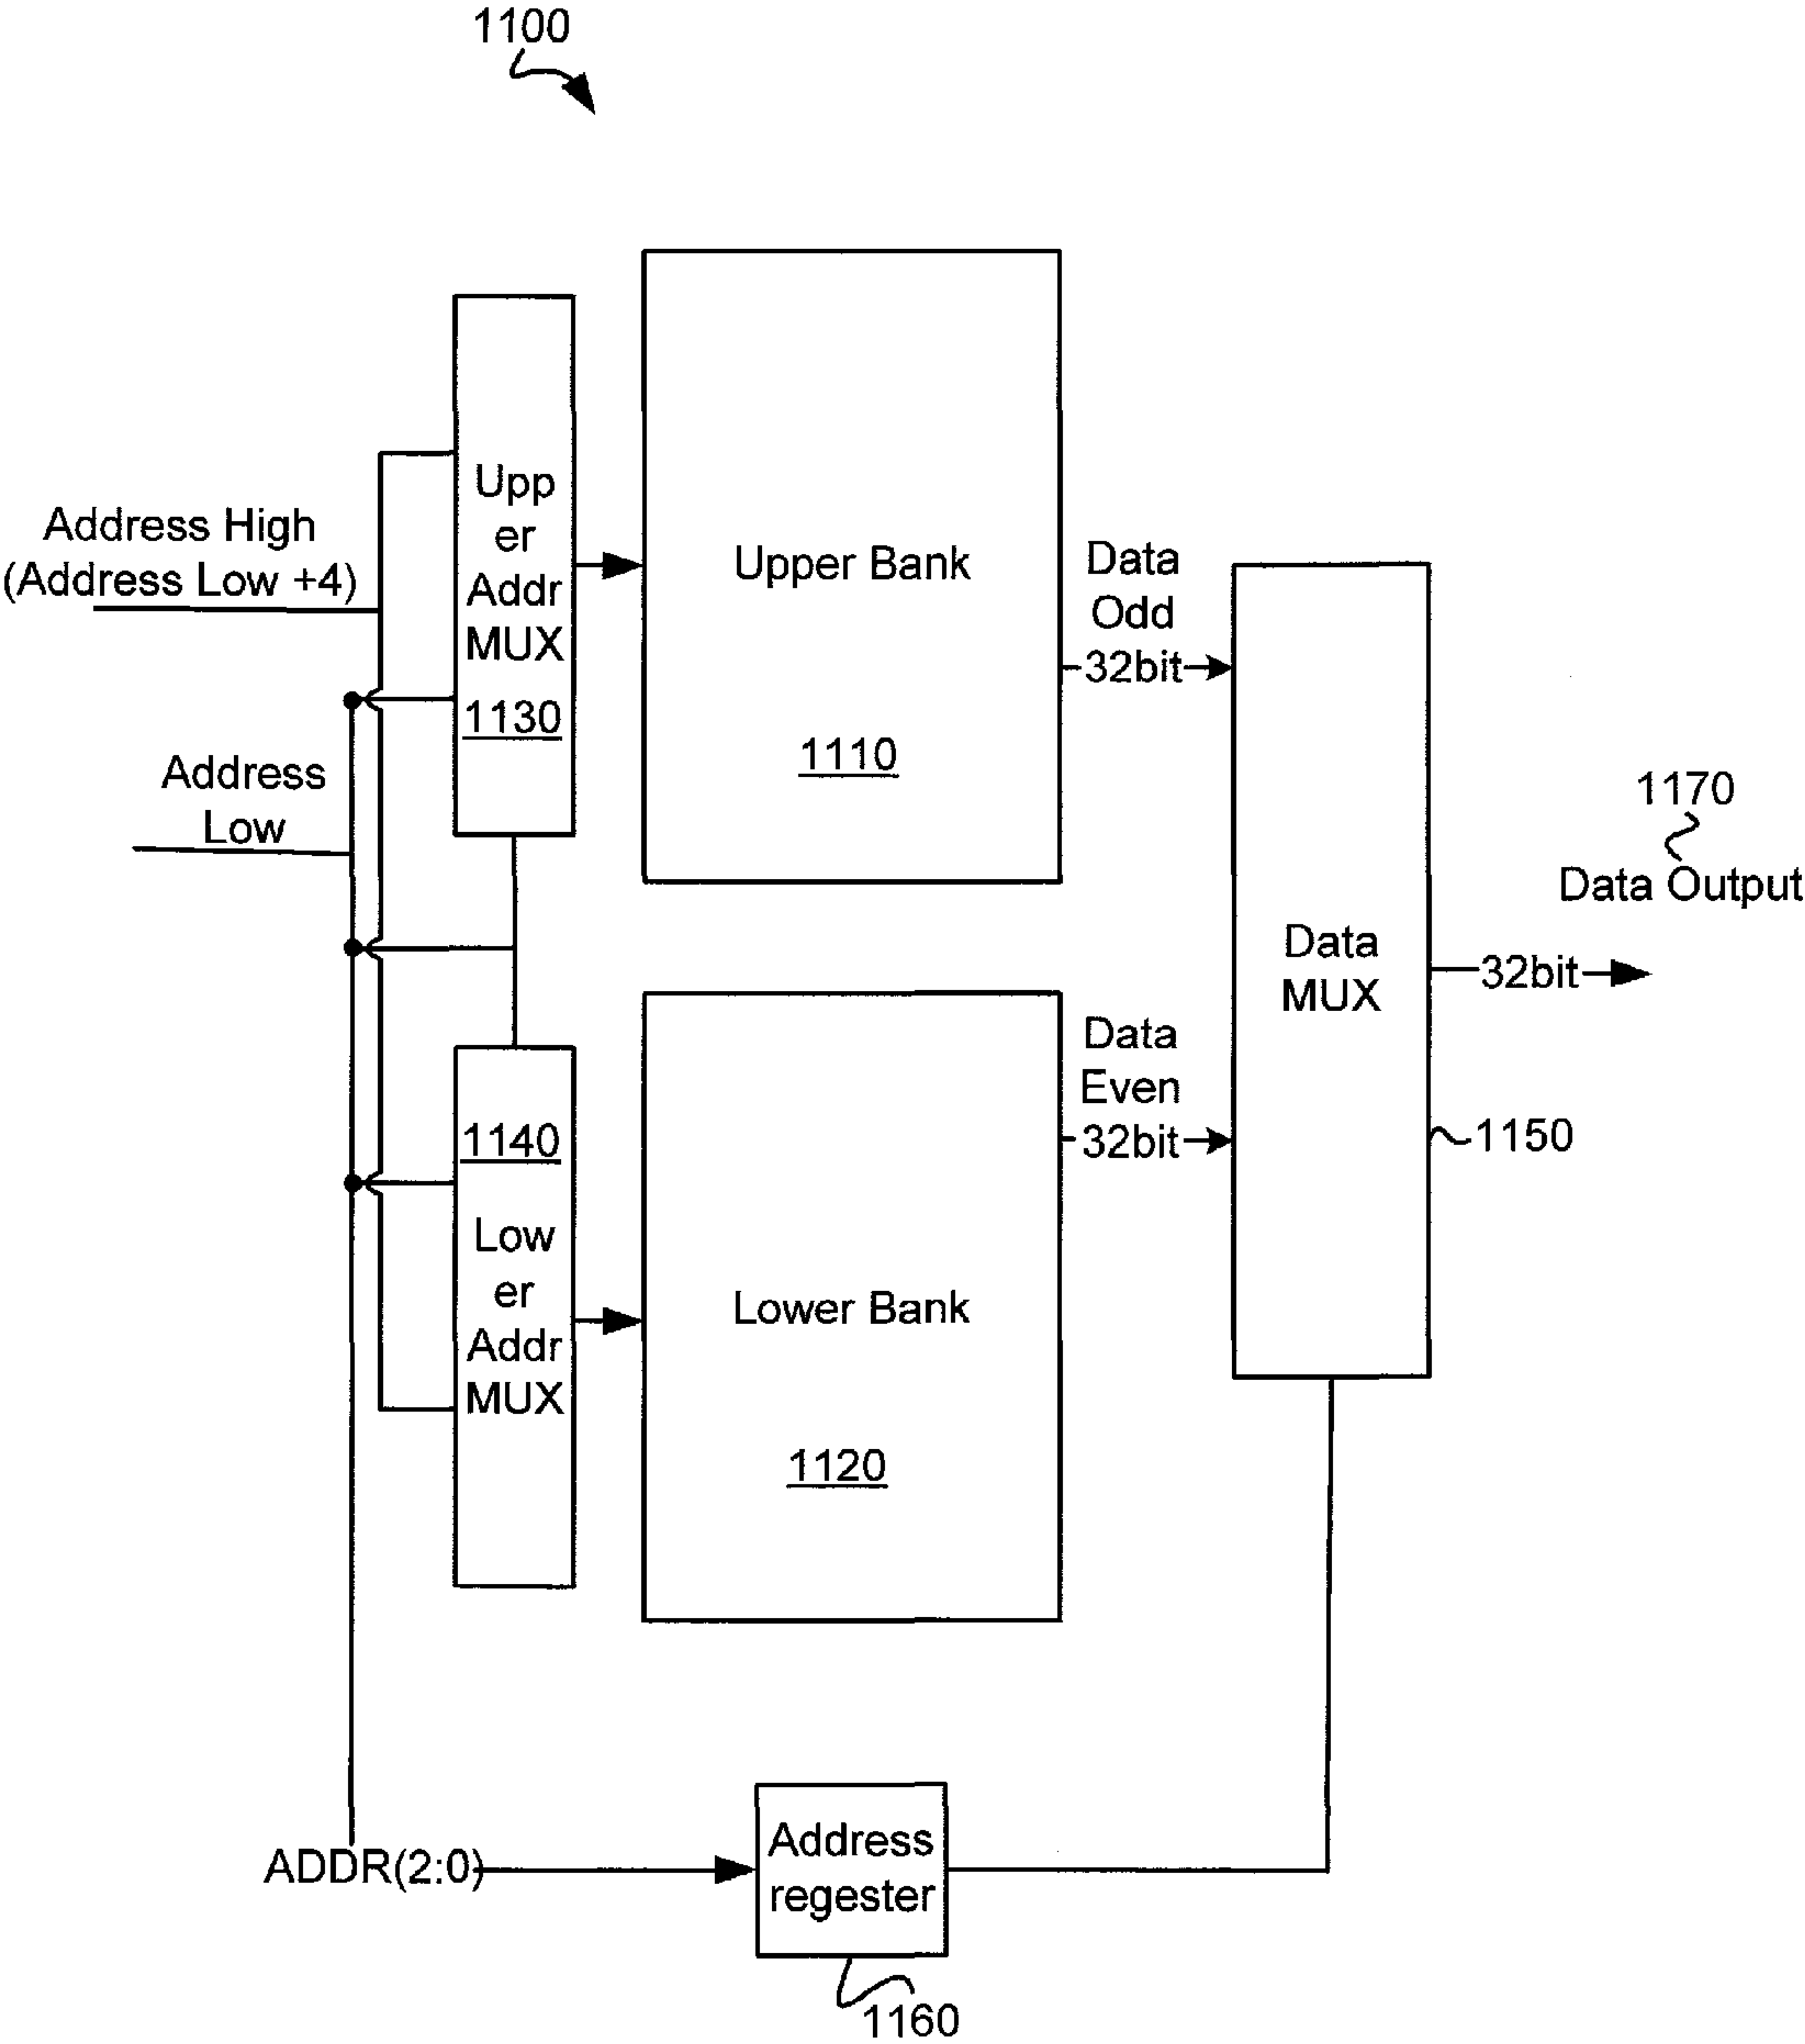 1100
Address High
(Address Low +4)
Address
Low
Upp
er
Addr
MUX
1130
Upper Bank
1110
Data
Odd
32bit
1170
Data Output
Data
MUX
32bit
1140
Low
er
Addr
MUX
Lower Bank
1120
Data
Even
32bit
1150
ADDR(2:0)
Address
regester
1160